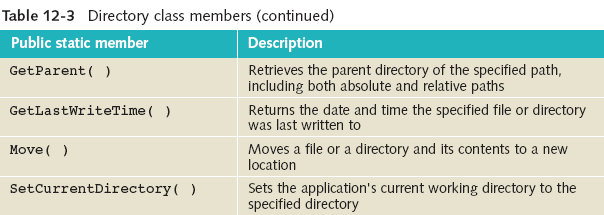 Table 12-3 Directory class members (continued)
Public static member Description
GetParent( ) Retrieves the parent directory of the specified path,
including both absolute and relative paths
GetLastWriteTime( ) Returns the date and time the specified file or directory
was last written to
Move( ) Moves a file or a directory and its contents to a new
location
SetCurrentDirectory( ) Sets the application's current working directory to the
specified directory